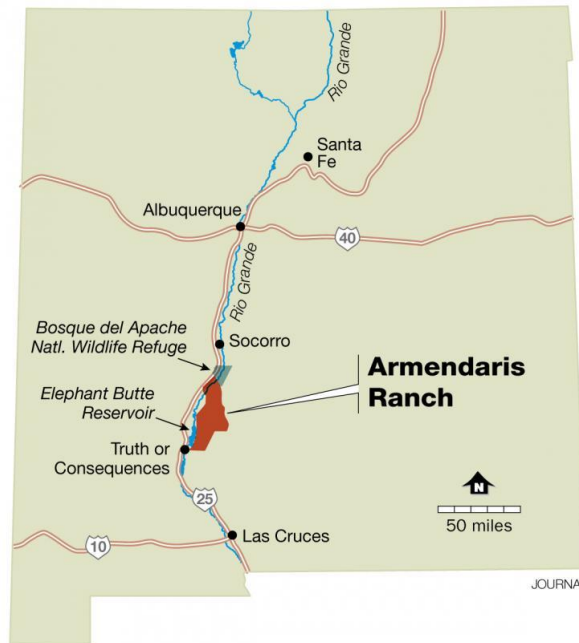 Rio Grande
Santa
Fe
Albuquerque
40
Rio Grande
Bosque del Apache
Natl. Wildlife Refuge
Socorro
Elephant Butte
Reservoir
Armendaris
Ranch
Truth or
Consequences
25
N
50 miles
10
Las Cruces
JOURNA